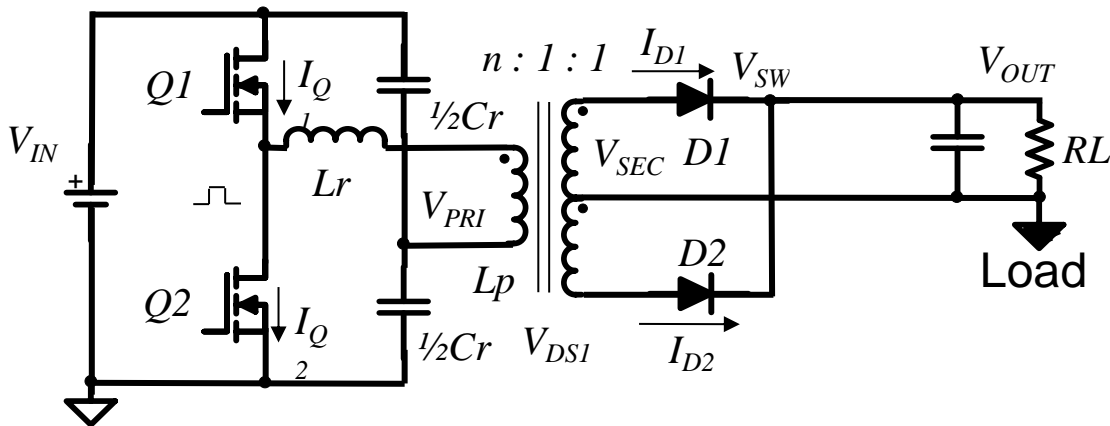 n : 1 : 1
I_D1
V_SW
V_OUT
Q1
I_Q
1
½Cr
V_IN
+
Lr
V_SEC
D1
RL
V_PRI
Q2
I_Q
2
Lp
D2
Load
½Cr
V_DS1
I_D2